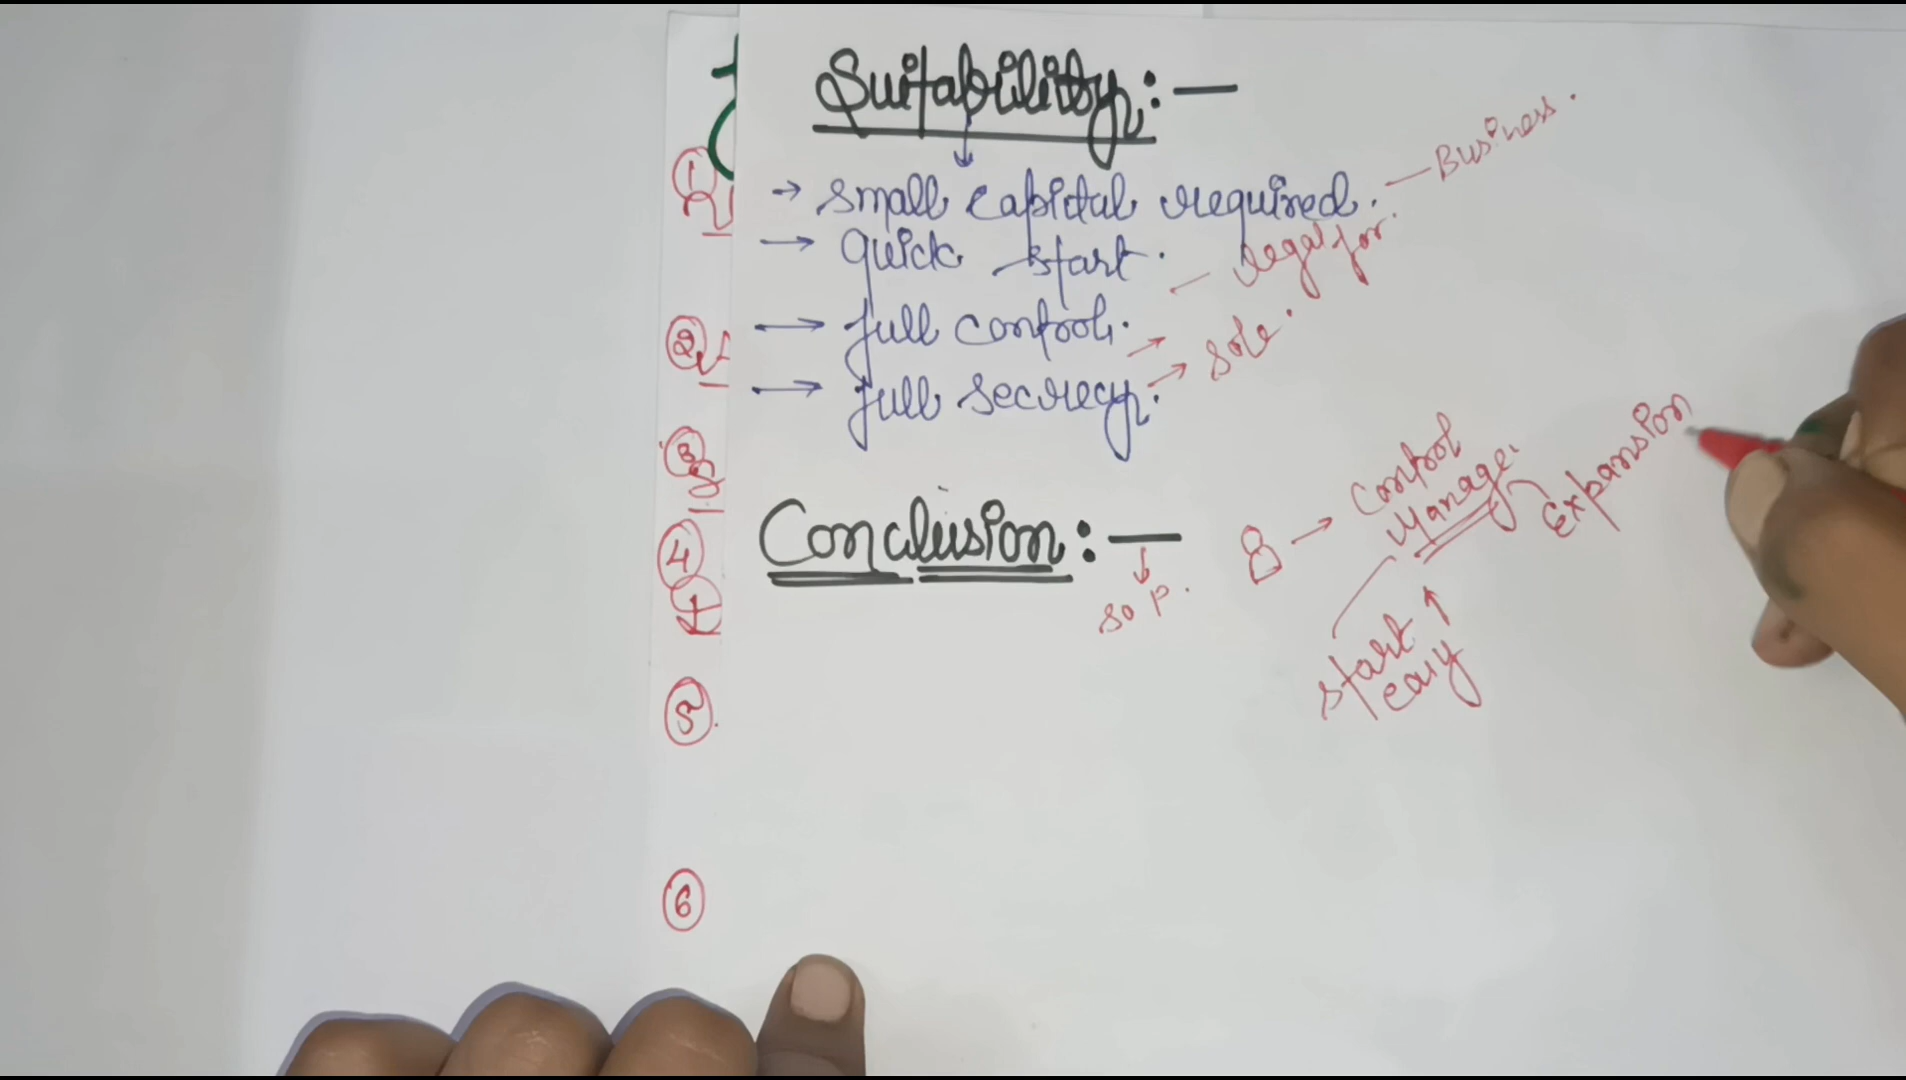 Suitability : —
→ small capital required. — Business.
→ quick start. — legal for.
→ full control. →
→ full secrecy. → Sole.
Conclusion : —
so p.
8 → Control
Manage.
Expansion
start
easy
1
2
3
4
5
6